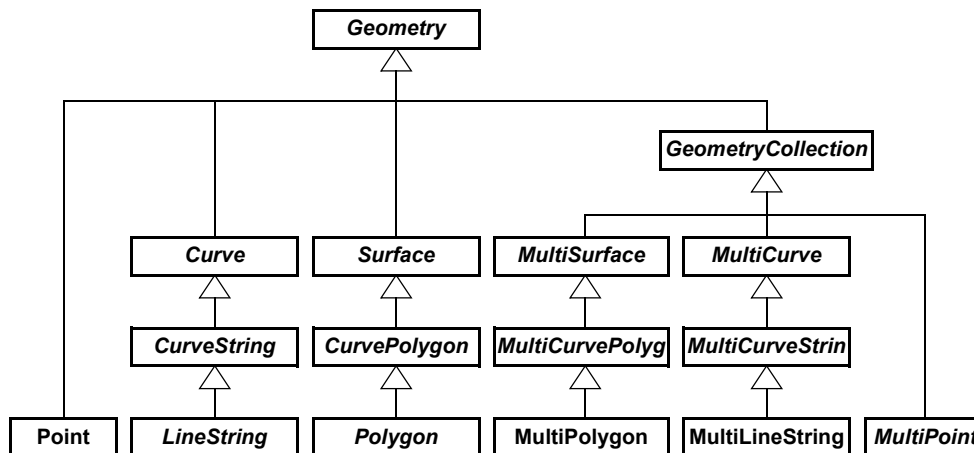 Geometry
GeometryCollection
Curve
Surface
MultiSurface
MultiCurve
CurveString
CurvePolygon
MultiCurvePolyg
MultiCurveStrin
Point
LineString
Polygon
MultiPolygon
MultiLineString
MultiPoint